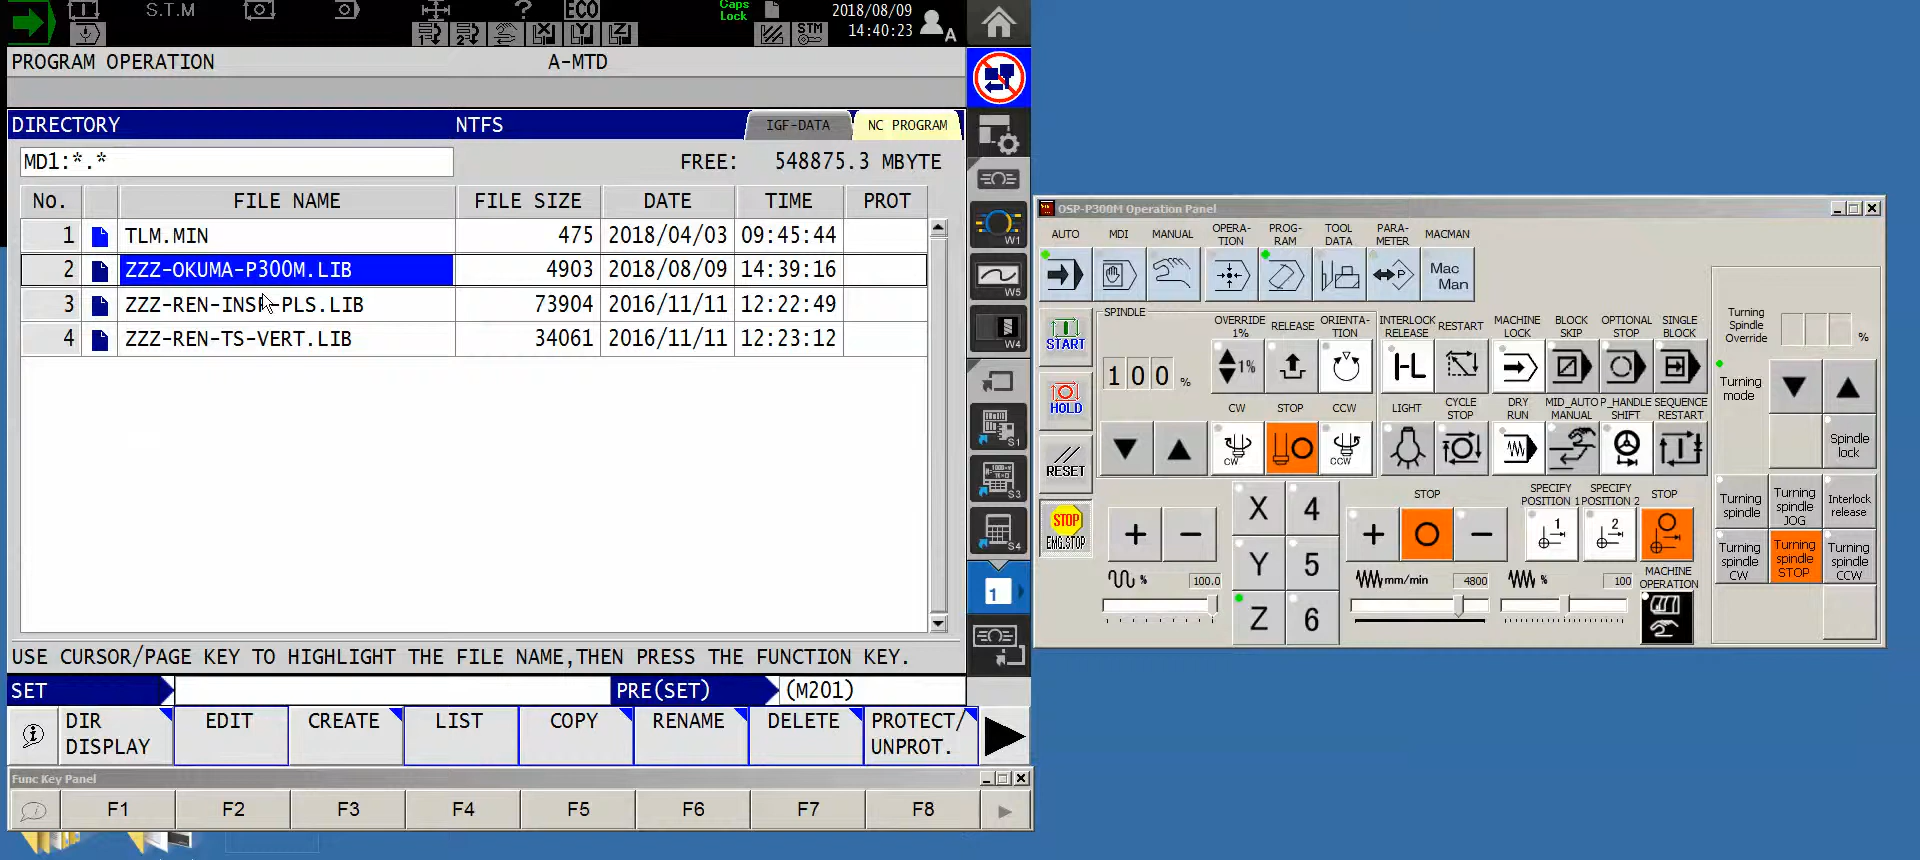 S.T.M
ECO
Caps Lock
2018/08/09
14:40:23
A
STM
PROGRAM OPERATION
A-MTD
DIRECTORY
NTFS
IGF-DATA
NC PROGRAM
MD1:*.*
FREE: 548875.3 MBYTE
No. FILE NAME FILE SIZE DATE TIME PROT
1 TLM.MIN 475 2018/04/03 09:45:44
2 ZZZ-OKUMA-P300M.LIB 4903 2018/08/09 14:39:16
3 ZZZ-REN-INSP-PLS.LIB 73904 2016/11/11 12:22:49
4 ZZZ-REN-TS-VERT.LIB 34061 2016/11/11 12:23:12
USE CURSOR/PAGE KEY TO HIGHLIGHT THE FILE NAME,THEN PRESS THE FUNCTION KEY.
SET
PRE(SET)
(M201)
DIR DISPLAY
EDIT
CREATE
LIST
COPY
RENAME
DELETE
PROTECT/ UNPROT.
Func Key Panel
F1 F2 F3 F4 F5 F6 F7 F8
W1
W5
W4
S1
S3
S4
1
OSP-P300M Operation Panel
AUTO
MDI
MANUAL
OPERA-TION
PROG-RAM
TOOL DATA
PARA-METER
MACMAN
Mac Man
START
HOLD
RESET
STOP
EMG.STOP
SPINDLE
100 %
OVERRIDE 1%
RELEASE
ORIENTA-TION
1%
CW
STOP
CCW
CW
CCW
INTERLOCK RELEASE
RESTART
MACHINE LOCK
BLOCK SKIP
OPTIONAL STOP
SINGLE BLOCK
LIGHT
CYCLE STOP
DRY RUN
MID_AUTO MANUAL
P_HANDLE SHIFT
SEQUENCE RESTART
+ -
% 100.0
X 4
Y 5
Z 6
STOP
+ -
mm/min 4800
% 100
SPECIFY POSITION 1
SPECIFY POSITION 2
STOP
1
2
MACHINE OPERATION
Turning Spindle Override
%
Turning mode
Spindle lock
Turning spindle
Turning spindle JOG
Interlock release
Turning spindle CW
Turning spindle STOP
Turning spindle CCW